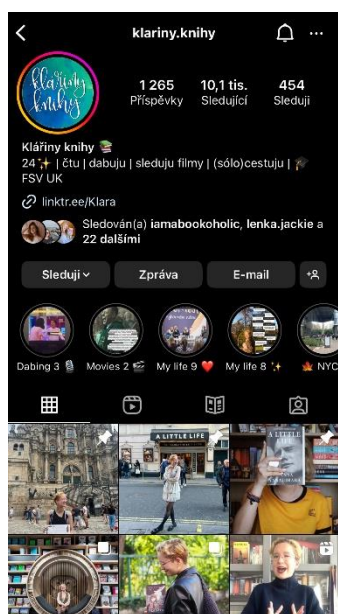 klariny.knihy
klářiny
knihy
1 265
10,1 tis.
454
Příspěvky
Sledující
Sleduji
Klářiny knihy
24 | čtu | dabuju | sleduju filmy | (sólo)cestuju |
FSV UK
linktr.ee/Klara
Sledován(a) iamabookoholic, lenka.jackie a
22 dalšími
Sleduji
Zpráva
E-mail
Dabing 3
Movies 2
My life 9
My life 8
NYC
A LITTLE LIFE
A LITTLE
LIFE